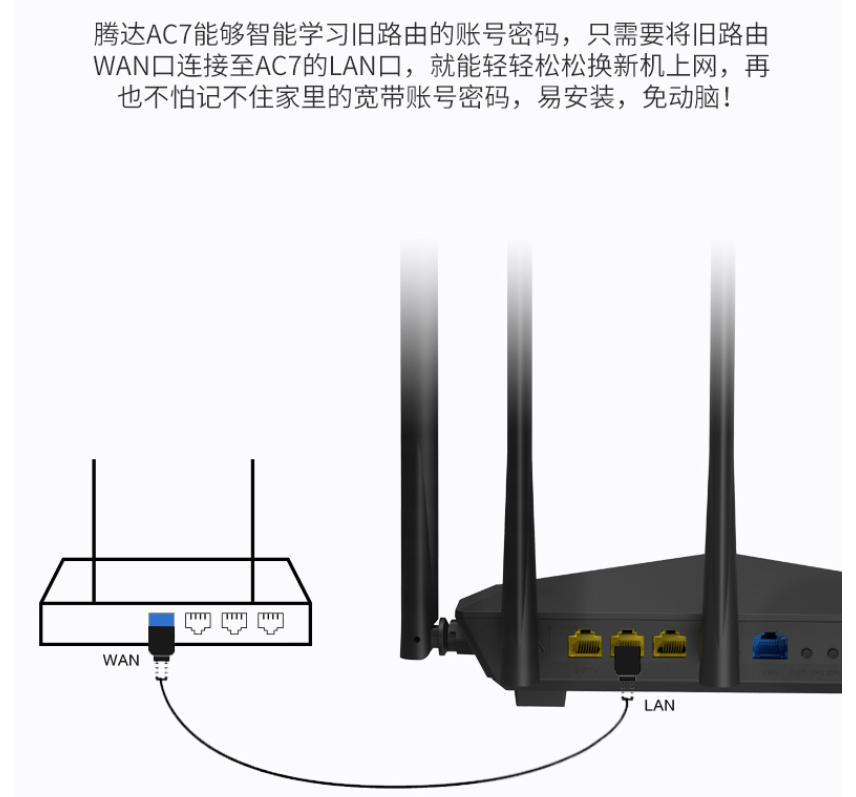 腾达AC7能够智能学习旧路由的账号密码，只需要将旧路由
WAN口连接至AC7的LAN口，就能轻轻松松换新机上网，再
也不怕记不住家里的宽带账号密码，易安装，免动脑！
WAN
LAN